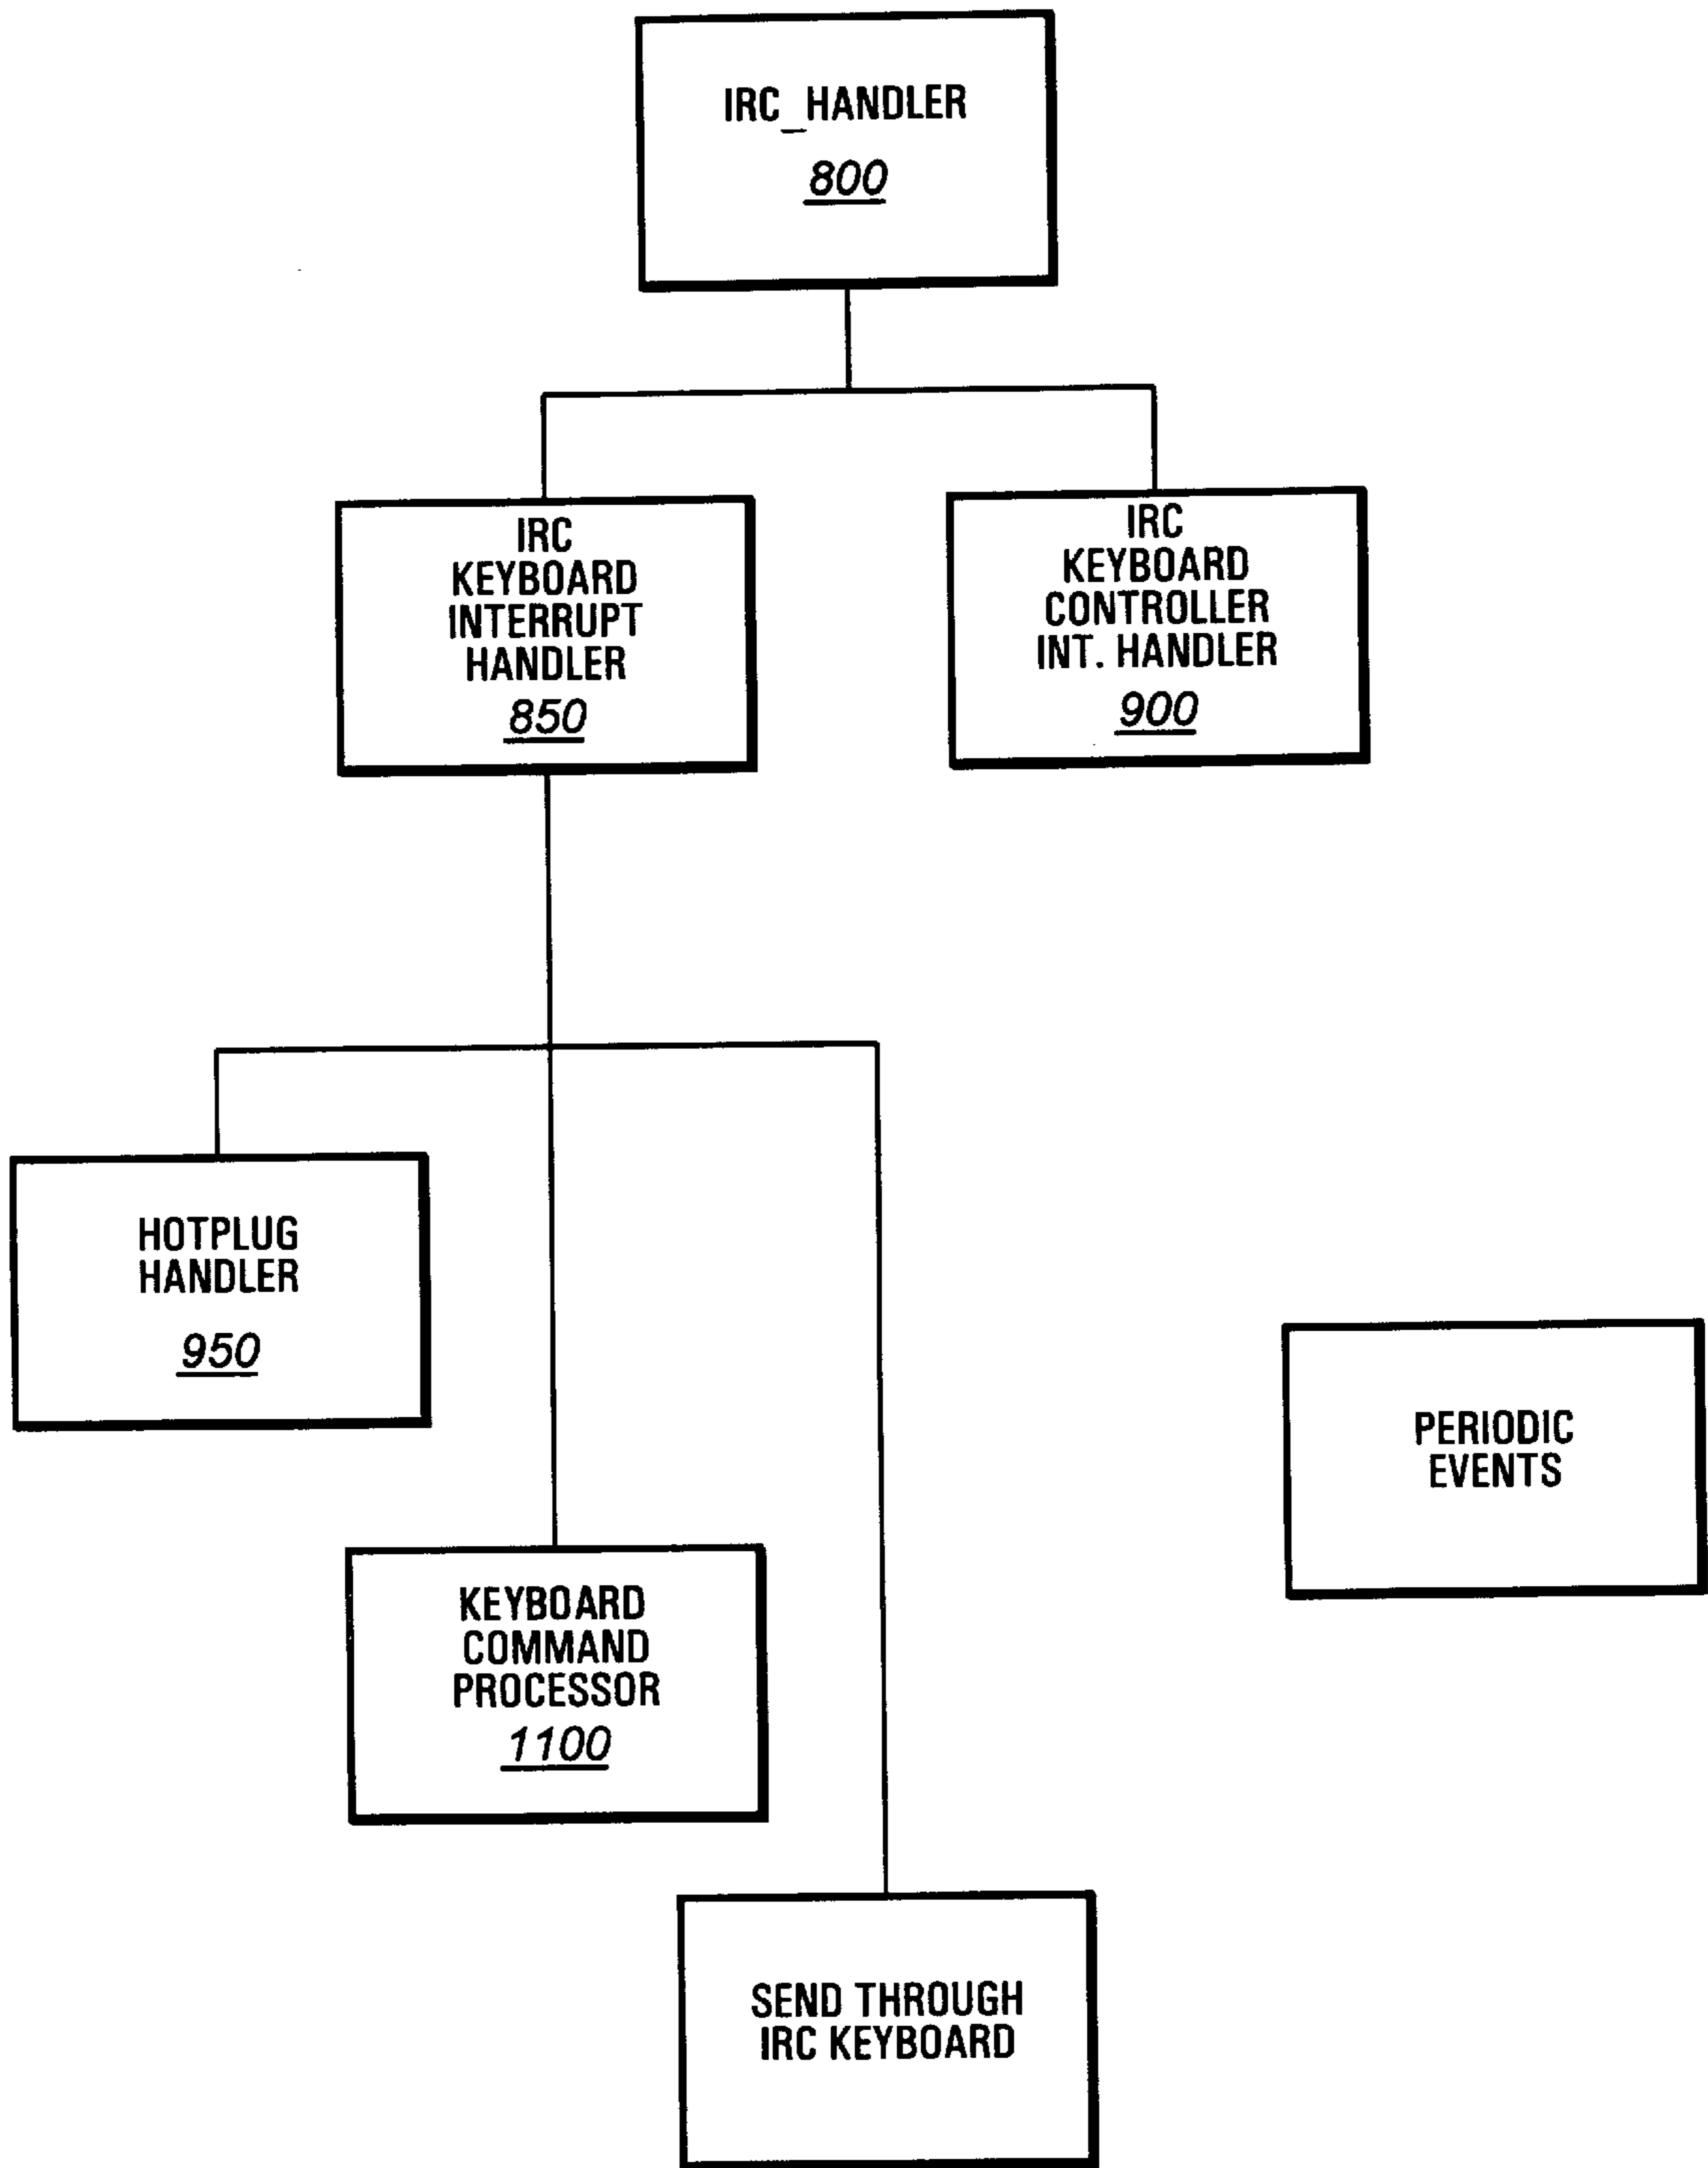 IRC_HANDLER
800
IRC
KEYBOARD
INTERRUPT
HANDLER
850
IRC
KEYBOARD
CONTROLLER
INT. HANDLER
900
HOTPLUG
HANDLER
950
PERIODIC
EVENTS
KEYBOARD
COMMAND
PROCESSOR
1100
SEND THROUGH
IRC KEYBOARD